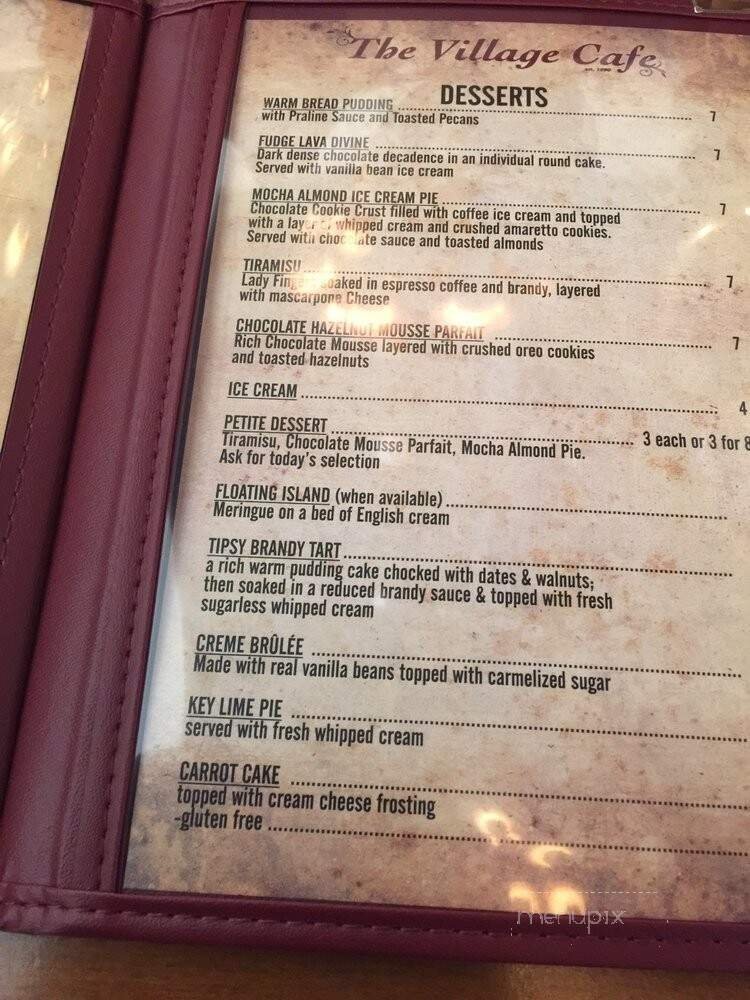 The Village Cafe
DESSERTS
WARM BREAD PUDDING 7
with Praline Sauce and Toasted Pecans
FUDGE LAVA DIVINE 7
Dark dense chocolate decadence in an individual round cake.
Served with vanilla bean ice cream
MOCHA ALMOND ICE CREAM PIE 7
Chocolate Cookie Crust filled with coffee ice cream and topped
with a layer of whipped cream and crushed amaretto cookies.
Served with chocolate sauce and toasted almonds
TIRAMISU 7
Lady Fingers soaked in espresso coffee and brandy, layered
with mascarpone Cheese
CHOCOLATE HAZELNUT MOUSSE PARFAIT 7
Rich Chocolate Mousse layered with crushed oreo cookies
and toasted hazelnuts
ICE CREAM 4
PETITE DESSERT 3 each or 3 for 8
Tiramisu, Chocolate Mousse Parfait, Mocha Almond Pie.
Ask for today's selection
FLOATING ISLAND (when available)
Meringue on a bed of English cream
TIPSY BRANDY TART
a rich warm pudding cake chocked with dates & walnuts;
then soaked in a reduced brandy sauce & topped with fresh
sugarless whipped cream
CREME BRÛLÉE
Made with real vanilla beans topped with carmelized sugar
KEY LIME PIE
served with fresh whipped cream
CARROT CAKE
topped with cream cheese frosting
-gluten free
menupix